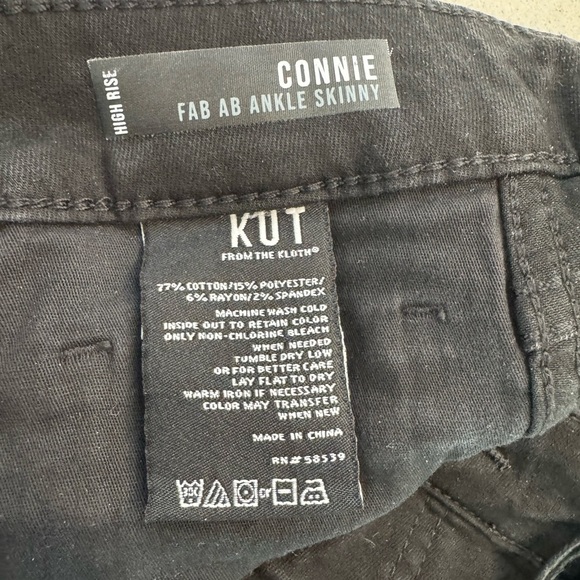 HIGH RISE
CONNIE
FAB AB ANKLE SKINNY
KUT
FROM THE KLOTH®
77% COTTON/15% POLYESTER/
6% RAYON/2% SPANDEX
MACHINE WASH COLD
INSIDE OUT TO RETAIN COLOR
ONLY NON-CHLORINE BLEACH
WHEN NEEDED
TUMBLE DRY LOW
OR FOR BETTER CARE
LAY FLAT TO DRY
WARM IRON IF NECESSARY
COLOR MAY TRANSFER
WHEN NEW
MADE IN CHINA
RN# 58539
or